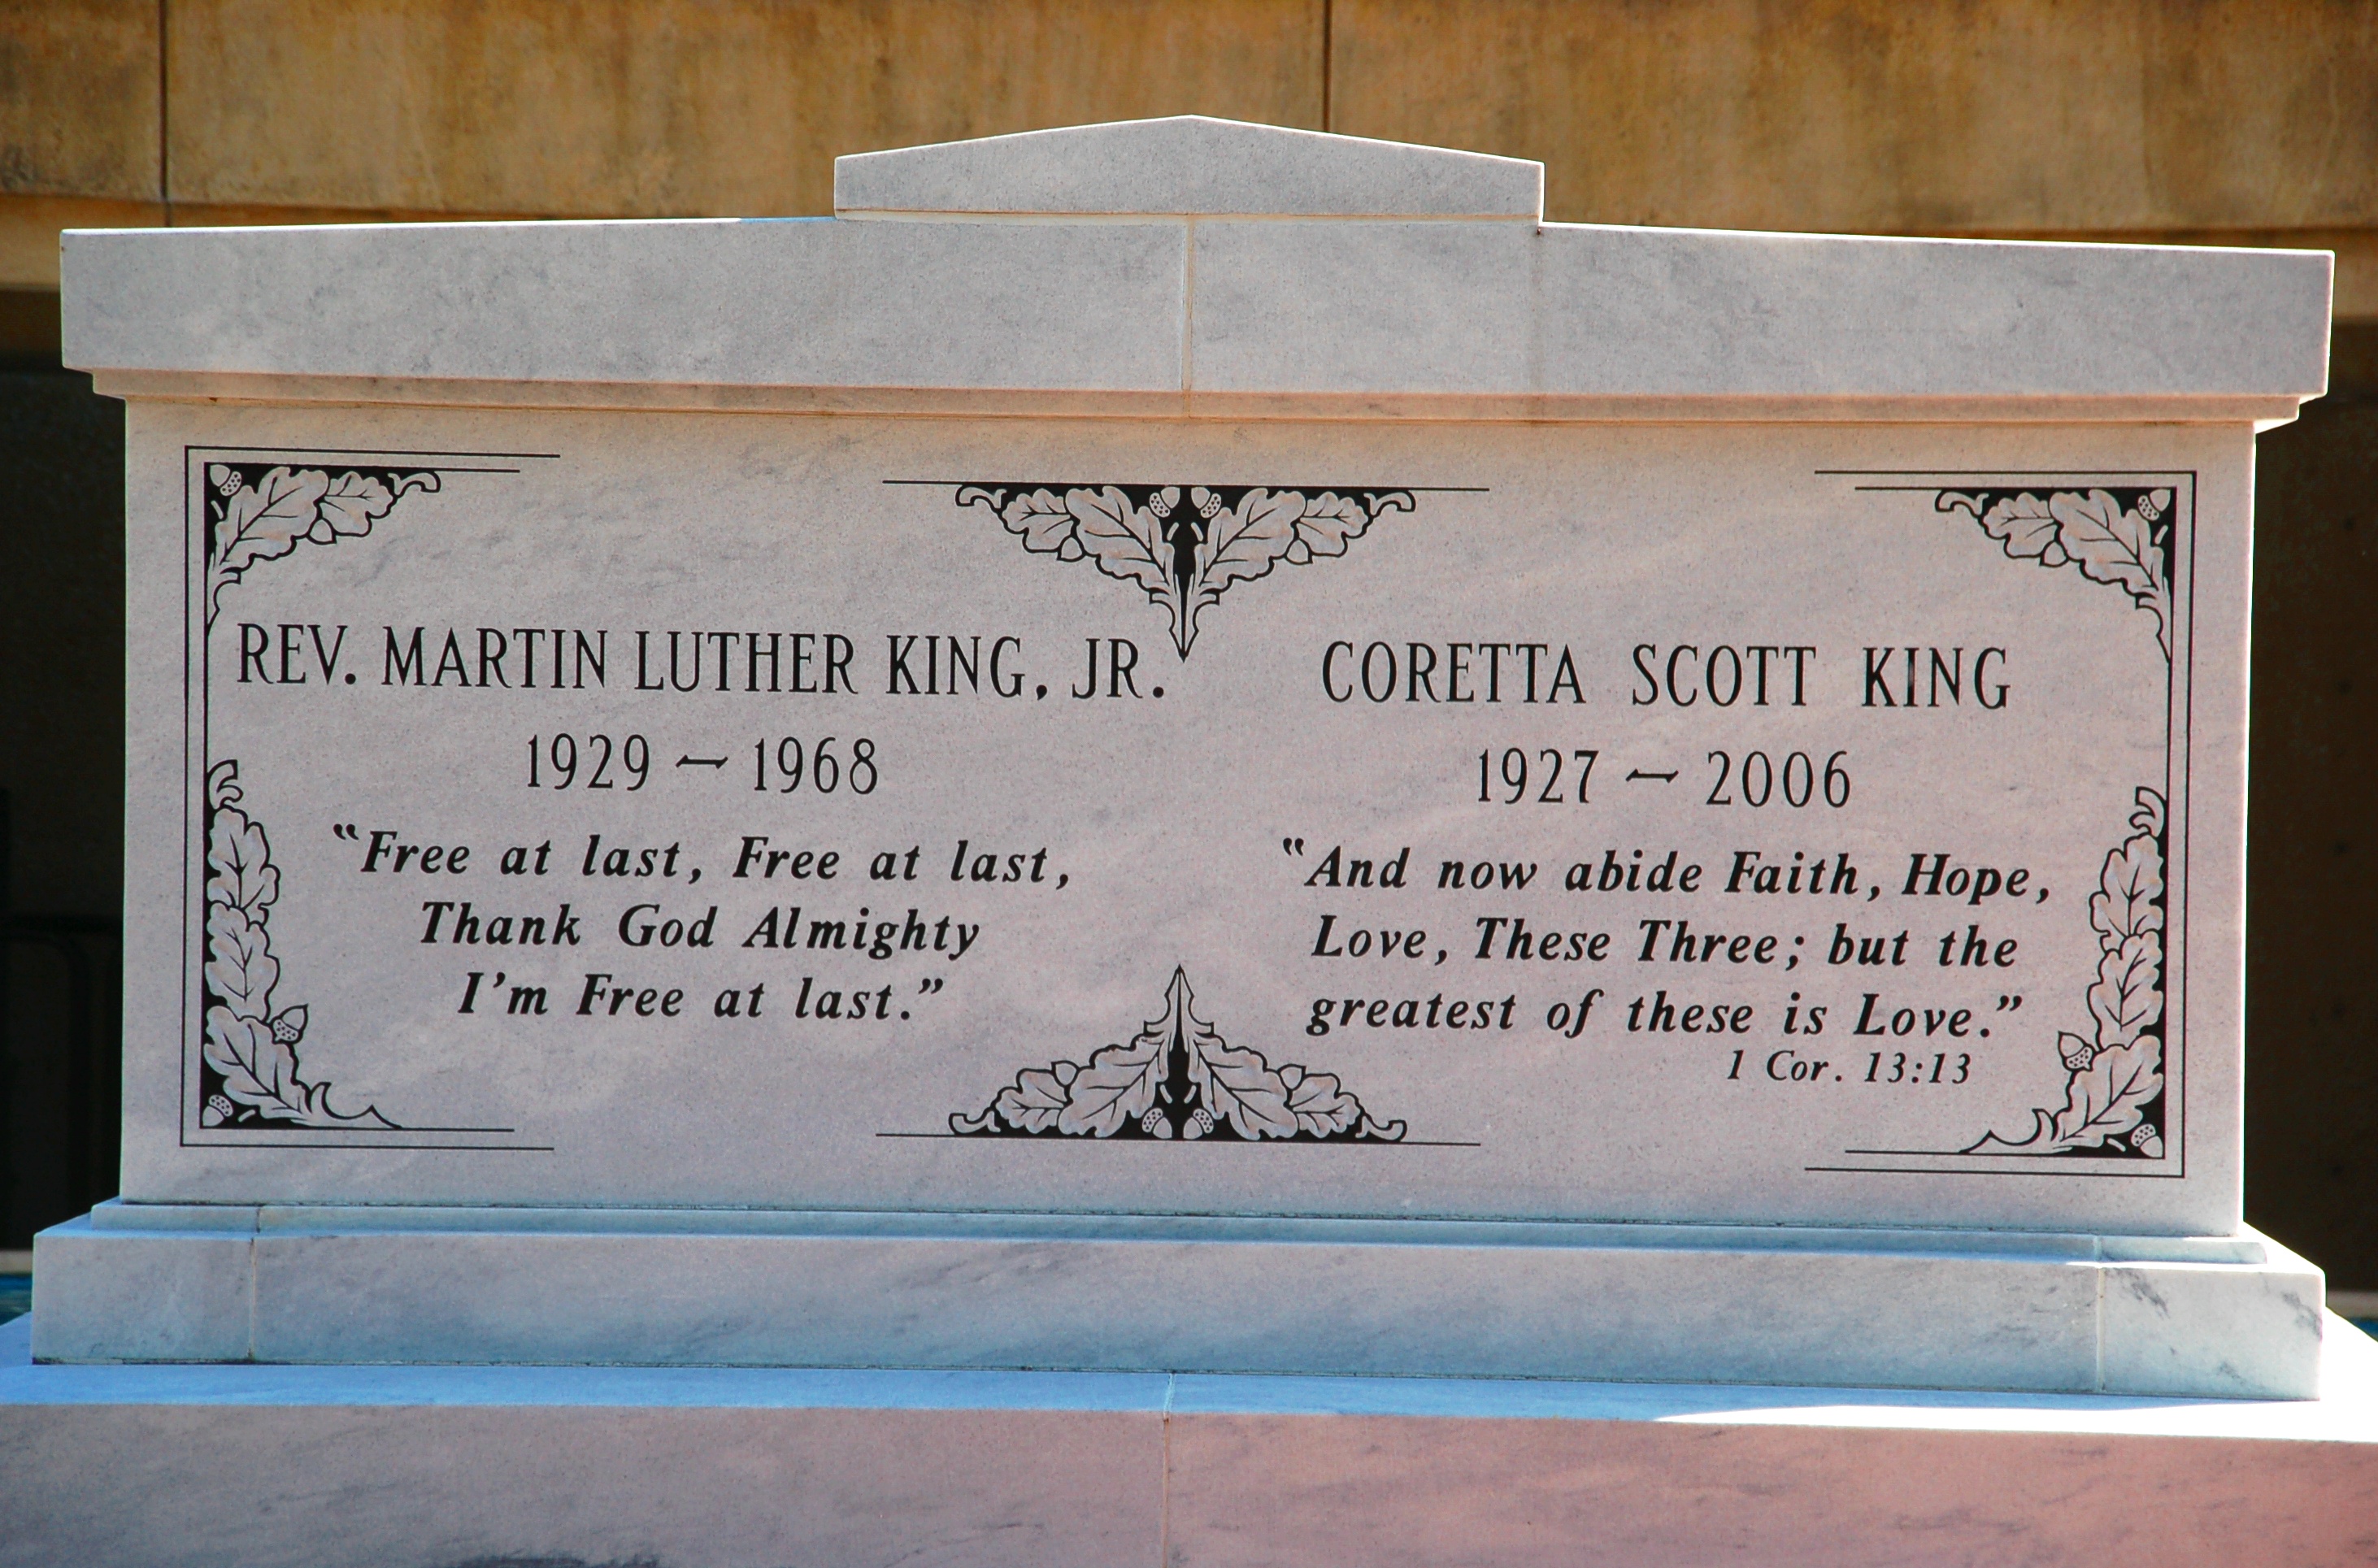 REV. MARTIN LUTHER KING, JR.
1929 ~ 1968
“Free at last, Free at last,
Thank God Almighty
I’m Free at last.”
CORETTA SCOTT KING
1927 ~ 2006
“And now abide Faith, Hope,
Love, These Three; but the
greatest of these is Love.”
1 Cor. 13:13